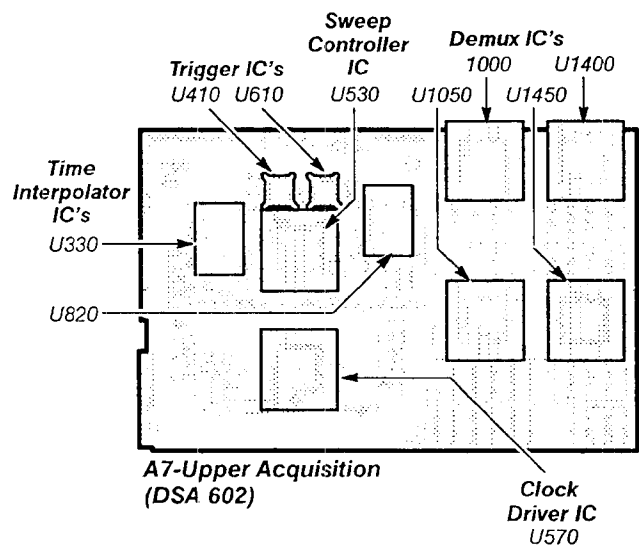 Sweep
Controller
IC
U530
Trigger IC's
U410 U610
Demux IC's
1000 U1400
U1050 U1450
Time
Interpolator
IC's
U330
U820
A7-Upper Acquisition
(DSA 602)
Clock
Driver IC
U570